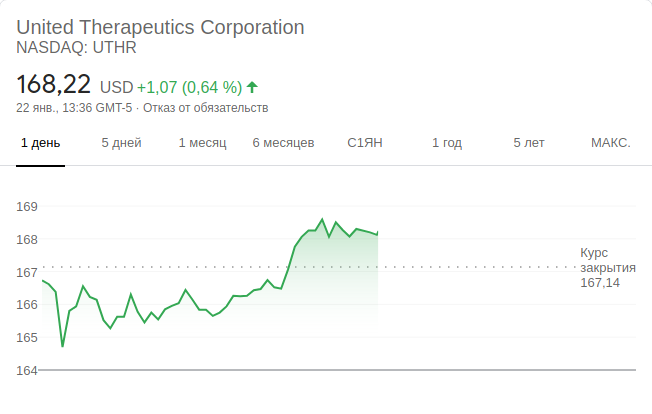 United Therapeutics Corporation
NASDAQ: UTHR
168,22 USD +1,07 (0,64 %)
22 янв., 13:36 GMT-5 · Отказ от обязательств
1 день 5 дней 1 месяц 6 месяцев С1ЯН 1 год 5 лет МАКС.
169
168
167
166
165
164
Курс
закрытия
167,14